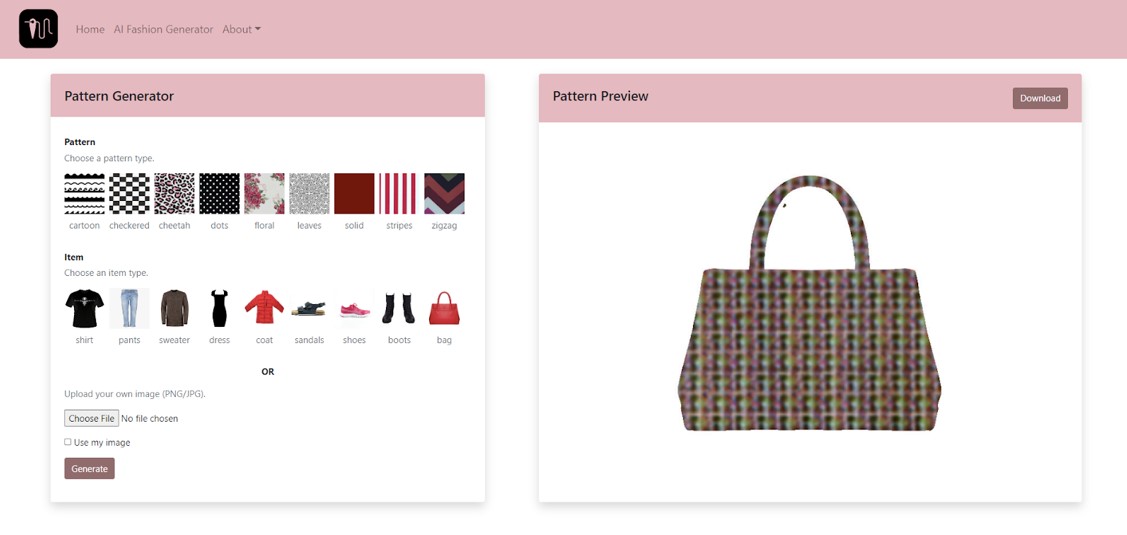 Home AI Fashion Generator About
Pattern Generator
Pattern
Choose a pattern type.
cartoon checkered cheetah dots floral leaves solid stripes zigzag
Item
Choose an item type.
shirt pants sweater dress coat sandals shoes boots bag
OR
Upload your own image (PNG/JPG).
Choose File No file chosen
Use my image
Generate
Pattern Preview
Download